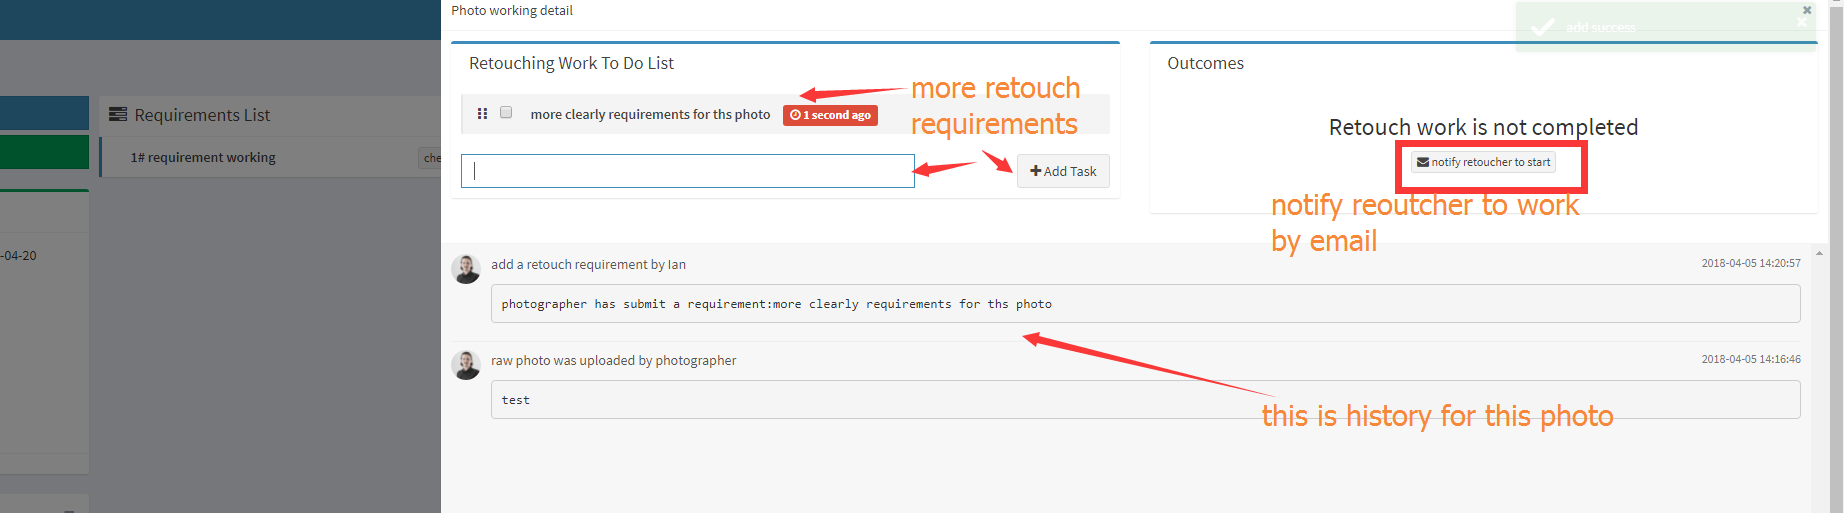 Photo working detail
add success
Retouching Work To Do List
Outcomes
more retouch
requirements
more clearly requirements for ths photo
1 second ago
Requirements List
Retouch work is not completed
1# requirement working
che
notify retoucher to start
Add Task
notify reoutcher to work
by email
-04-20
add a retouch requirement by Ian
2018-04-05 14:20:57
photographer has submit a requirement:more clearly requirements for ths photo
raw photo was uploaded by photographer
2018-04-05 14:16:46
test
this is history for this photo